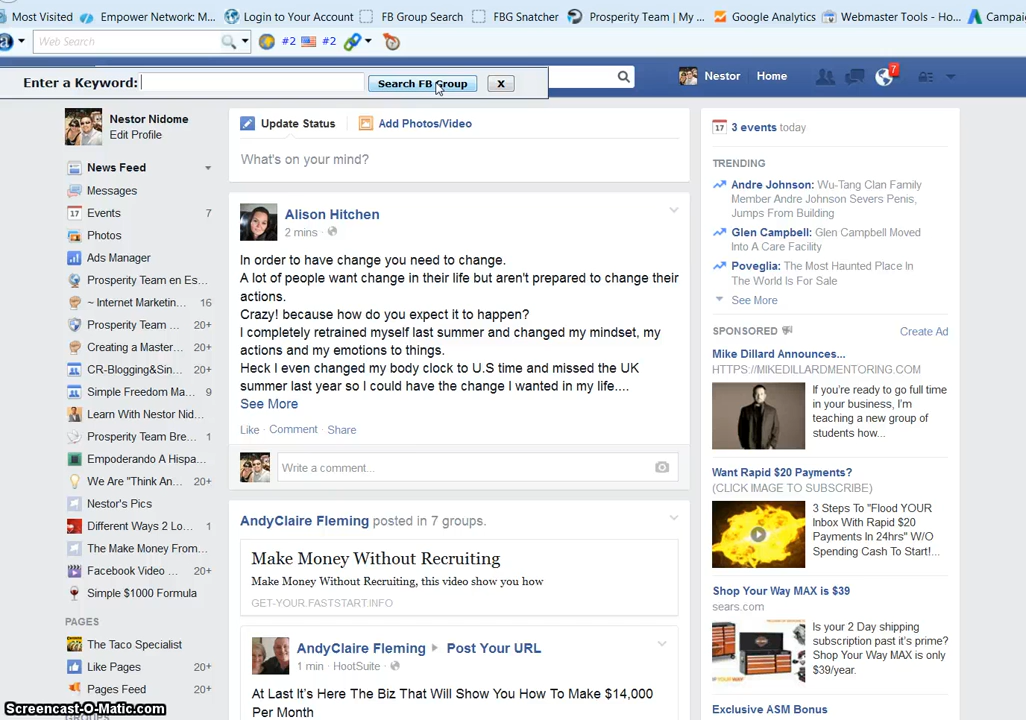 Most Visited
Empower Network: M...
Login to Your Account
FB Group Search
FBG Snatcher
Prosperity Team | My ...
Google Analytics
Webmaster Tools - Ho...
Campai
a
Web Search
#2
#2
Enter a Keyword:
Search FB Group
X
Nestor
Home
7
Nestor Nidome
Edit Profile
News Feed
Messages
Events 7
Photos
Ads Manager
Prosperity Team en Es...
~ Internet Marketin... 16
Prosperity Team ... 20+
Creating a Master... 20+
CR-Blogging&Sin... 20+
Simple Freedom Ma... 9
Learn With Nestor Nid...
Prosperity Team Bre... 1
Empoderando A Hispa...
We Are "Think An... 20+
Nestor's Pics
Different Ways 2 Lo... 1
The Make Money From...
Facebook Video ... 20+
Simple $1000 Formula
PAGES
The Taco Specialist
Like Pages 20+
Pages Feed 20+
GROUPS
Screencast-O-Matic.com
Update Status
Add Photos/Video
What's on your mind?
Alison Hitchen
2 mins ·
In order to have change you need to change.
A lot of people want change in their life but aren't prepared to change their
actions.
Crazy! because how do you expect it to happen?
I completely retrained myself last summer and changed my mindset, my
actions and my emotions to things.
Heck I even changed my body clock to U.S time and missed the UK
summer last year so I could have the change I wanted in my life....
See More
Like · Comment · Share
Write a comment...
AndyClaire Fleming posted in 7 groups.
Make Money Without Recruiting
Make Money Without Recruiting, this video show you how
GET-YOUR.FASTSTART.INFO
AndyClaire Fleming ▸ Post Your URL
1 min · HootSuite ·
At Last It's Here The Biz That Will Show You How To Make $14,000
Per Month
17 3 events today
TRENDING
Andre Johnson: Wu-Tang Clan Family
Member Andre Johnson Severs Penis,
Jumps From Building
Glen Campbell: Glen Campbell Moved
Into A Care Facility
Poveglia: The Most Haunted Place In
The World Is For Sale
See More
SPONSORED
Create Ad
Mike Dillard Announces...
HTTPS://MIKEDILLARDMENTORING.COM
If you're ready to go full time
in your business, I'm
teaching a new group of
students how...
Want Rapid $20 Payments?
(CLICK IMAGE TO SUBSCRIBE)
3 Steps To "Flood YOUR
Inbox With Rapid $20
Payments In 24hrs" W/O
Spending Cash To Start!...
Shop Your Way MAX is $39
sears.com
Is your 2 Day shipping
subscription past it's prime?
Shop Your Way MAX is only
$39/year.
Exclusive ASM Bonus